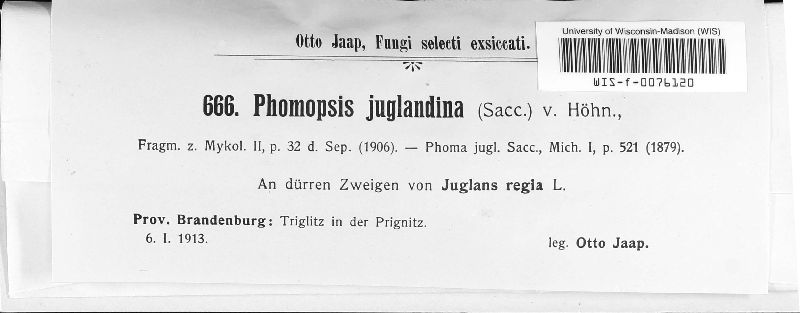 Otto Jaap, Fungi selecti exsiccati.
University of Wisconsin-Madison (WIS)
WIS-f-0076120
666. Phomopsis juglandina (Sacc.) v. Höhn.,
Fragm. z. Mykol. II, p. 32 d. Sep. (1906). — Phoma jugl. Sacc., Mich. I, p. 521 (1879).
An dürren Zweigen von Juglans regia L.
Prov. Brandenburg: Triglitz in der Prignitz.
6. I. 1913.
leg. Otto Jaap.